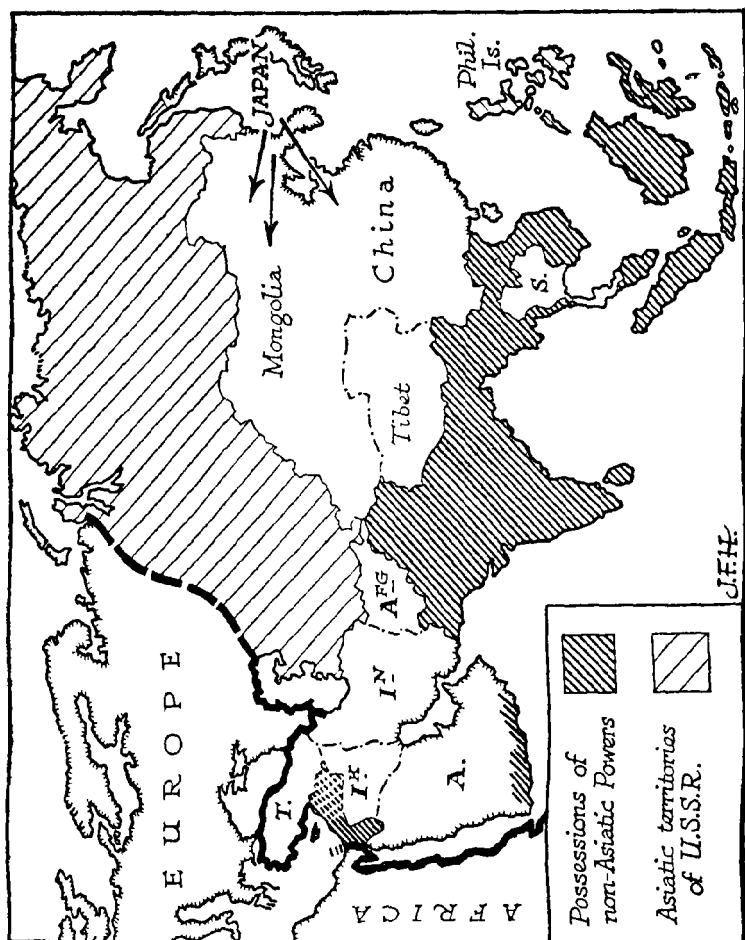 EUROPE
AFRICA
T.
I^K
A.
I^N
A^FG
Tibet
Mongolia
China
JAPAN
Phil.
Is.
S.
J.F.H.
Possessions of
non-Asiatic Powers
Asiatic territories
of U.S.S.R.